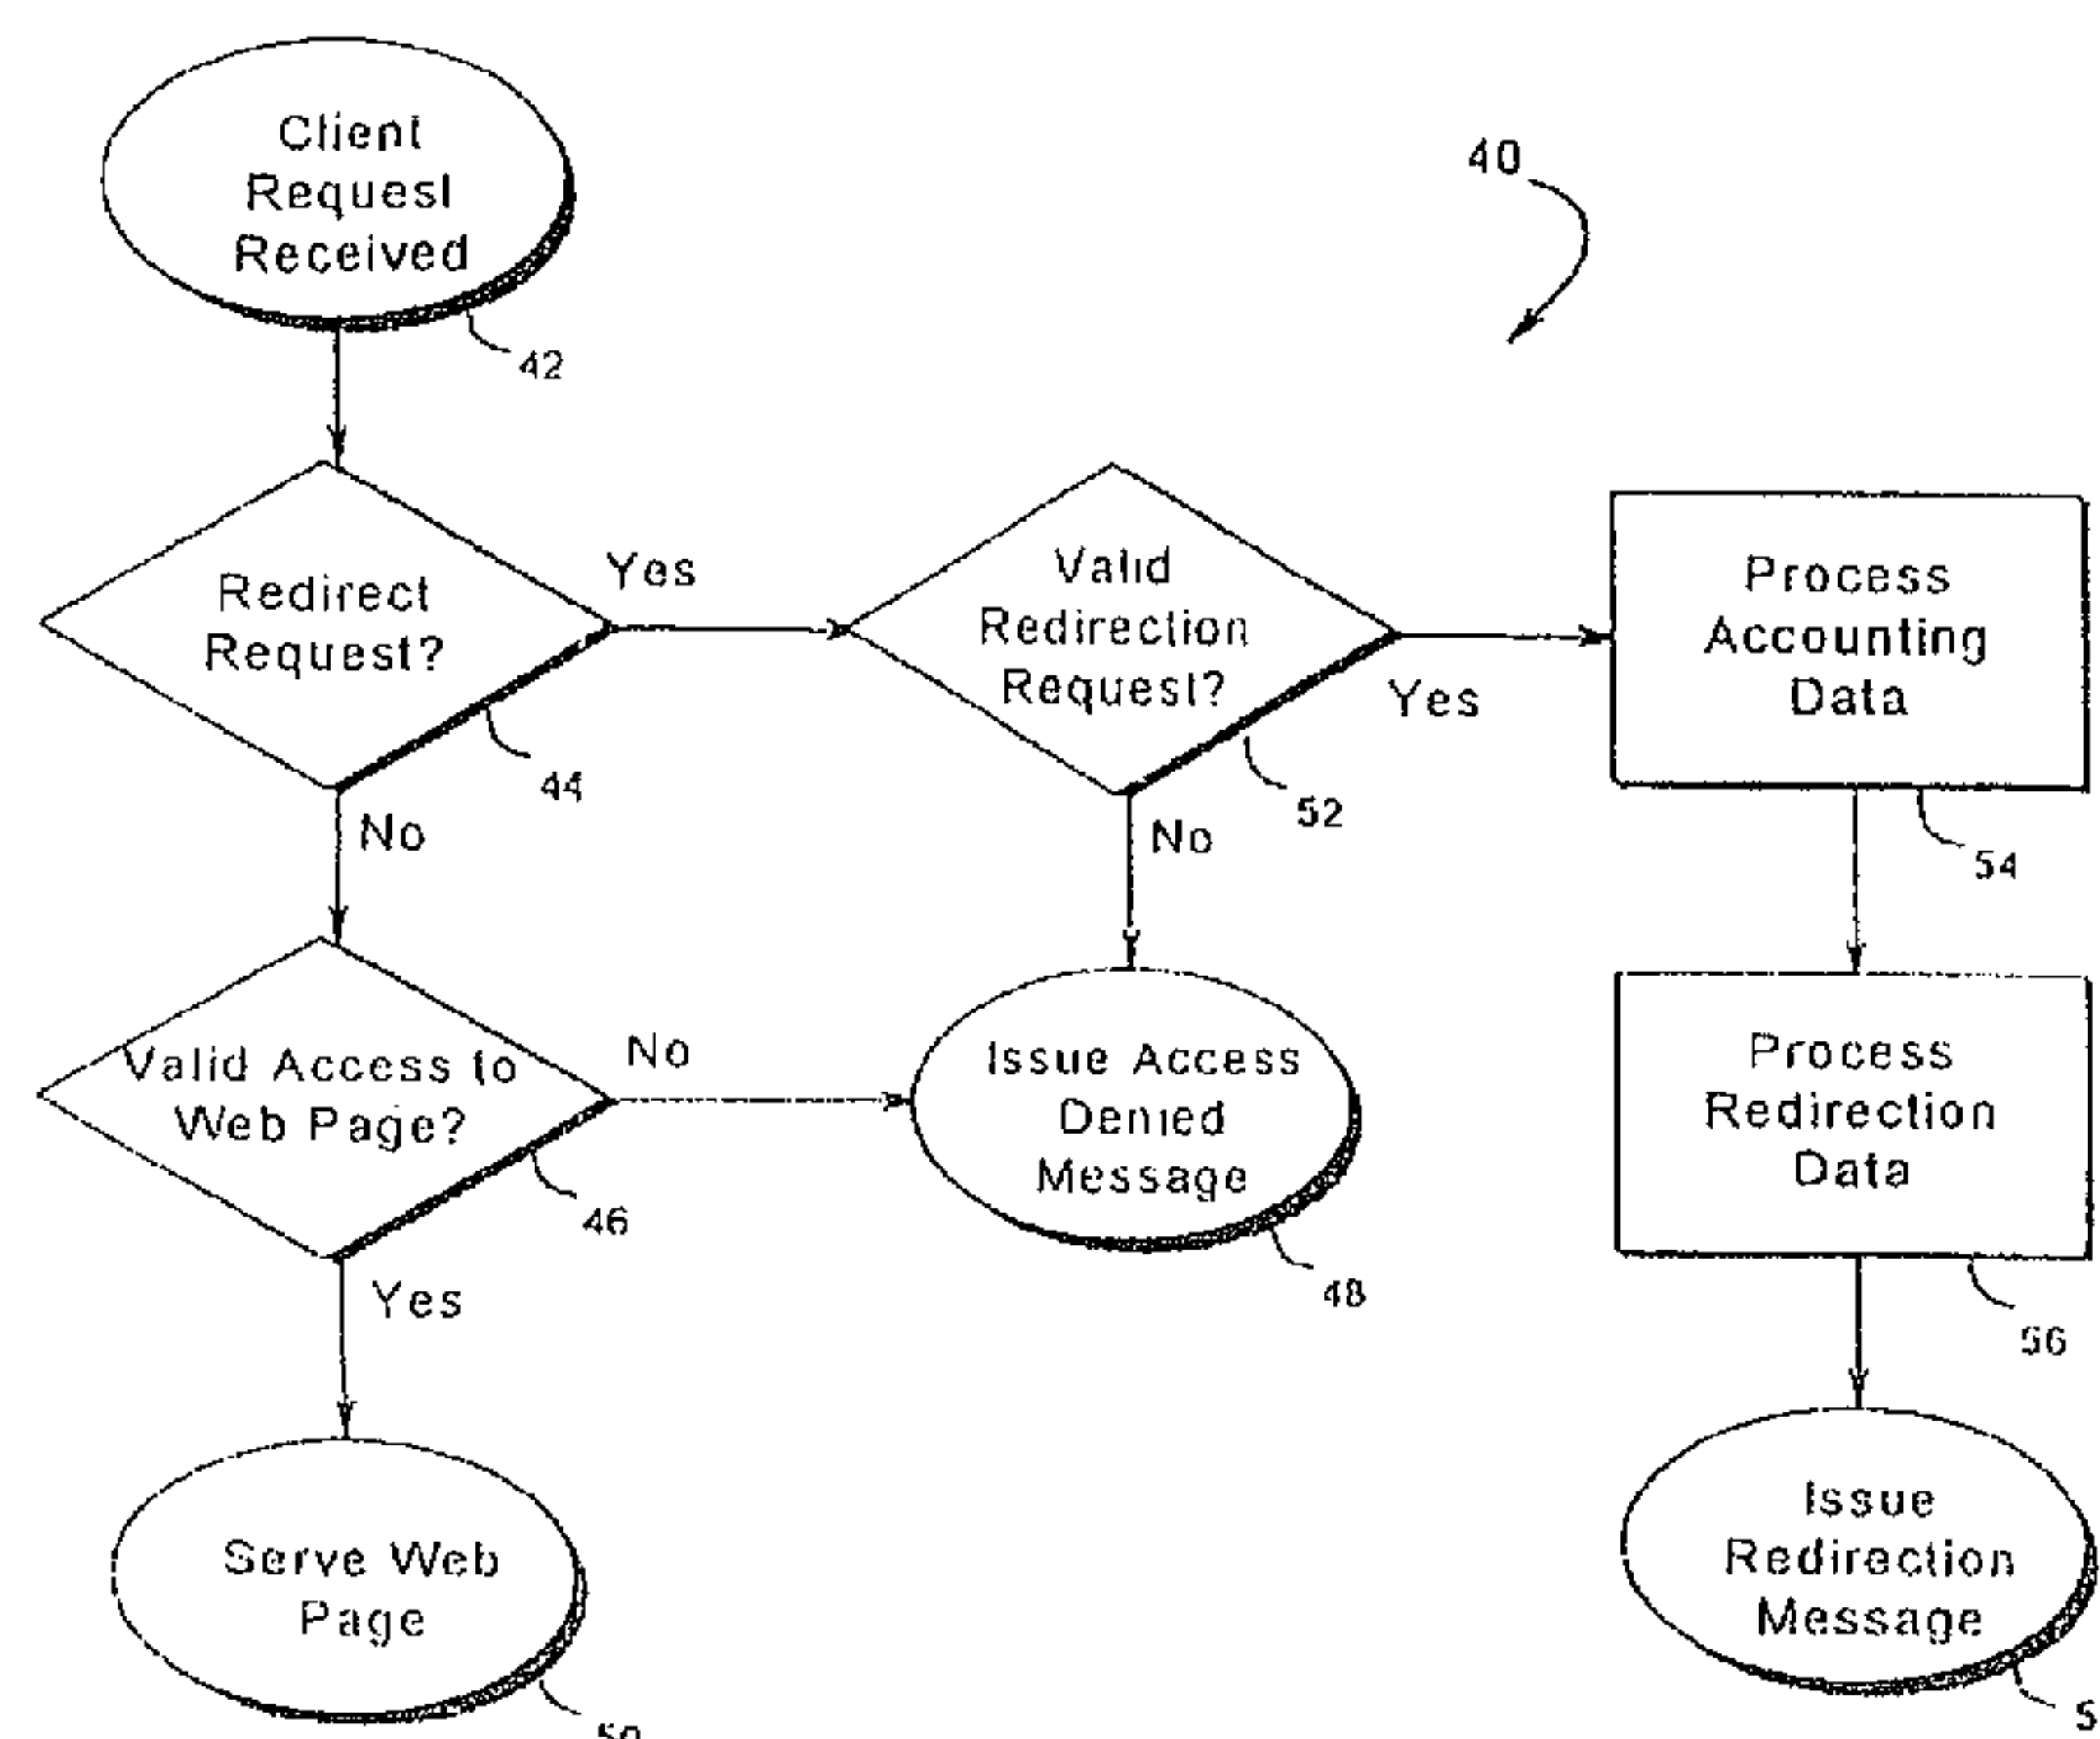 Client
Request
Received
42
40
Redirect
Request?
44
Yes
No
Valid
Redirection
Request?
52
Yes
No
Process
Accounting
Data
54
Valid Access to
Web Page?
46
No
Yes
Issue Access
Denied
Message
48
Process
Redirection
Data
56
Serve Web
Page
50
Issue
Redirection
Message